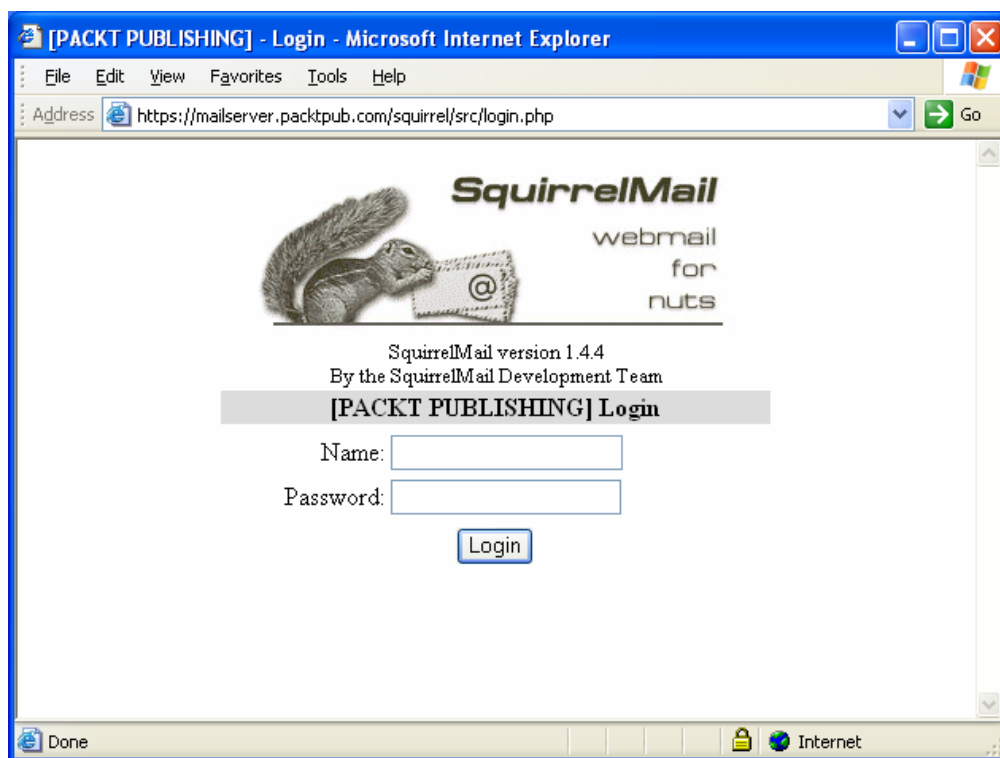 [PACKT PUBLISHING] - Login - Microsoft Internet Explorer
File Edit View Favorites Tools Help
Address https://mailserver.packtpub.com/squirrel/src/login.php Go
SquirrelMail
webmail
for
nuts
@
SquirrelMail version 1.4.4
By the SquirrelMail Development Team
[PACKT PUBLISHING] Login
Name:
Password:
Login
Done Internet